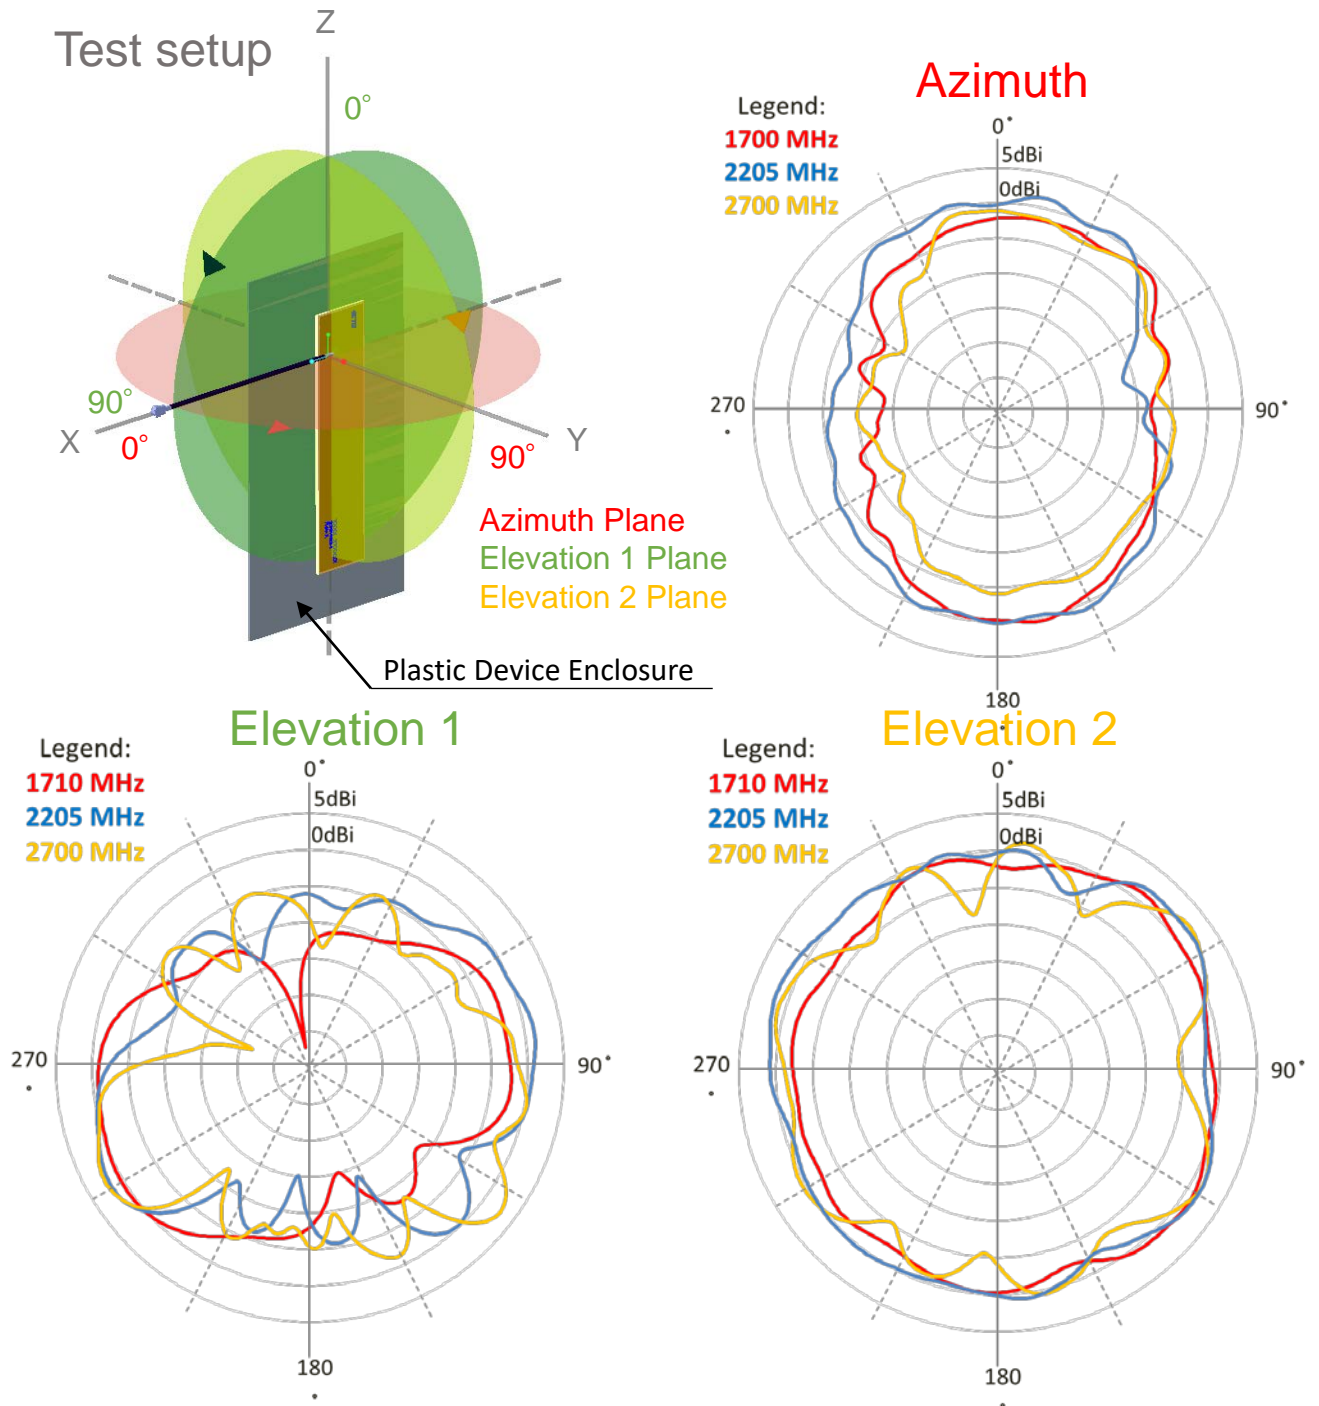 Test setup
Z
0°
90°
X
0°
90°
Y
Azimuth Plane
Elevation 1 Plane
Elevation 2 Plane
Plastic Device Enclosure
Azimuth
Legend:
1700 MHz
2205 MHz
2700 MHz
0°
5dBi
0dBi
270°
90°
180°
Elevation 1
Legend:
1710 MHz
2205 MHz
2700 MHz
0°
5dBi
0dBi
270°
90°
180°
Elevation 2
Legend:
1710 MHz
2205 MHz
2700 MHz
0°
5dBi
0dBi
270°
90°
180°